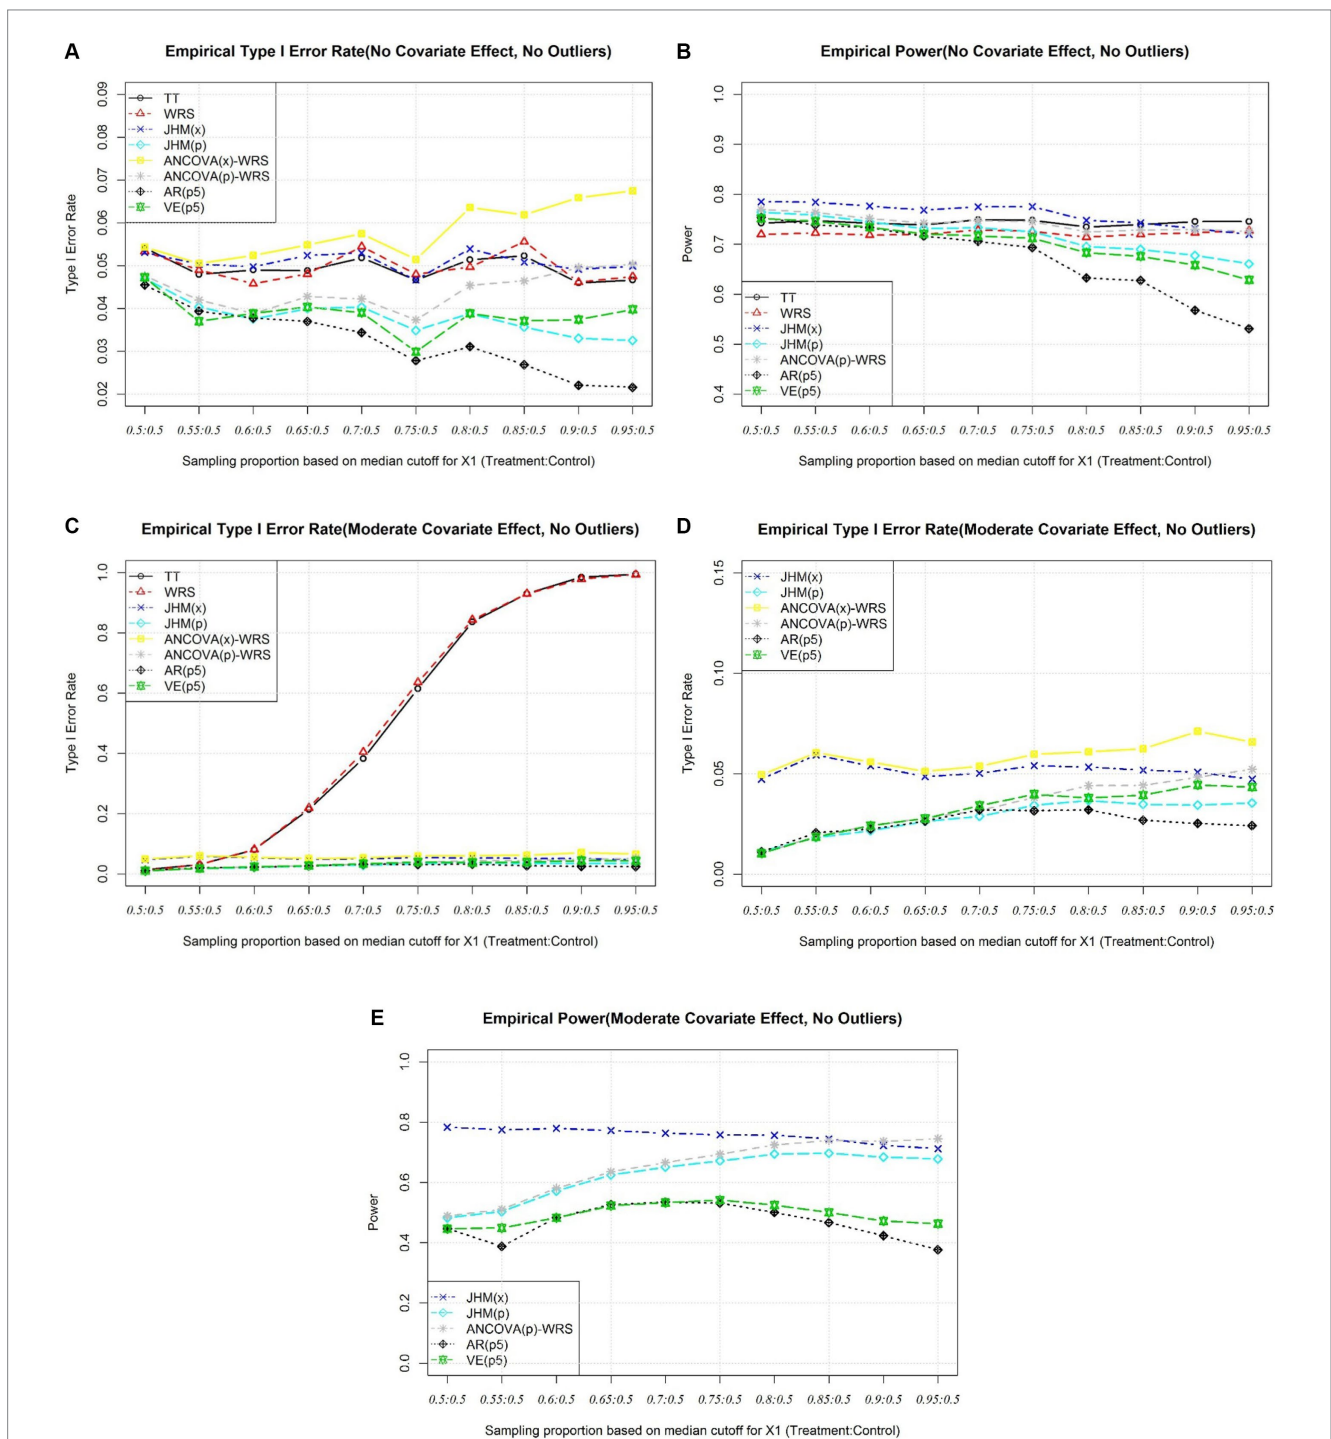 A
Empirical Type I Error Rate(No Covariate Effect, No Outliers)
Type I Error Rate
0.09
0.08
0.07
0.06
0.05
0.04
0.03
0.02
TT
WRS
JHM(x)
JHM(p)
ANCOVA(x)-WRS
ANCOVA(p)-WRS
AR(p5)
VE(p5)
0.5:0.5 0.55:0.5 0.6:0.5 0.65:0.5 0.7:0.5 0.75:0.5 0.8:0.5 0.85:0.5 0.9:0.5 0.95:0.5
Sampling proportion based on median cutoff for X1 (Treatment:Control)
B
Empirical Power(No Covariate Effect, No Outliers)
Power
1.0
0.9
0.8
0.7
0.6
0.5
0.4
TT
WRS
JHM(x)
JHM(p)
ANCOVA(p)-WRS
AR(p5)
VE(p5)
0.5:0.5 0.55:0.5 0.6:0.5 0.65:0.5 0.7:0.5 0.75:0.5 0.8:0.5 0.85:0.5 0.9:0.5 0.95:0.5
Sampling proportion based on median cutoff for X1 (Treatment:Control)
C
Empirical Type I Error Rate(Moderate Covariate Effect, No Outliers)
Type I Error Rate
1.0
0.8
0.6
0.4
0.2
0.0
TT
WRS
JHM(x)
JHM(p)
ANCOVA(x)-WRS
ANCOVA(p)-WRS
AR(p5)
VE(p5)
0.5:0.5 0.55:0.5 0.6:0.5 0.65:0.5 0.7:0.5 0.75:0.5 0.8:0.5 0.85:0.5 0.9:0.5 0.95:0.5
Sampling proportion based on median cutoff for X1 (Treatment:Control)
D
Empirical Type I Error Rate(Moderate Covariate Effect, No Outliers)
Type I Error Rate
0.15
0.10
0.05
0.00
JHM(x)
JHM(p)
ANCOVA(x)-WRS
ANCOVA(p)-WRS
AR(p5)
VE(p5)
0.5:0.5 0.55:0.5 0.6:0.5 0.65:0.5 0.7:0.5 0.75:0.5 0.8:0.5 0.85:0.5 0.9:0.5 0.95:0.5
Sampling proportion based on median cutoff for X1 (Treatment:Control)
E
Empirical Power(Moderate Covariate Effect, No Outliers)
Power
1.0
0.8
0.6
0.4
0.2
0.0
JHM(x)
JHM(p)
ANCOVA(p)-WRS
AR(p5)
VE(p5)
0.5:0.5 0.55:0.5 0.6:0.5 0.65:0.5 0.7:0.5 0.75:0.5 0.8:0.5 0.85:0.5 0.9:0.5 0.95:0.5
Sampling proportion based on median cutoff for X1 (Treatment:Control)